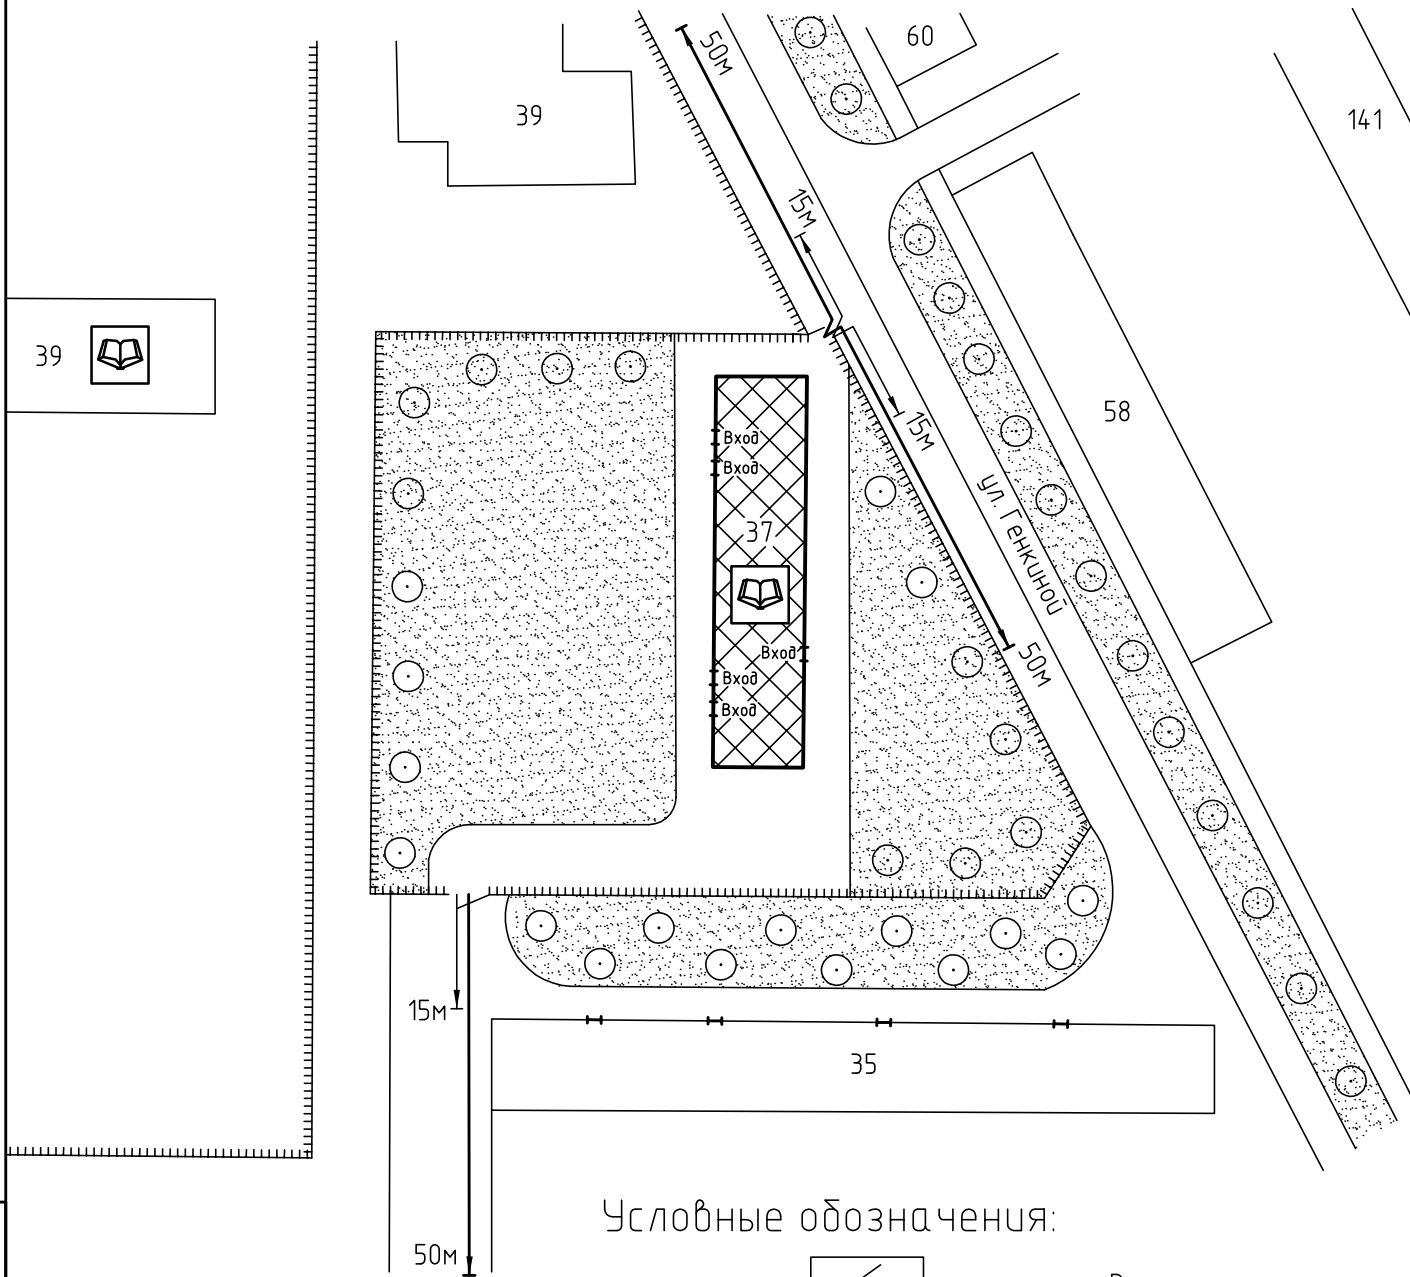 50м
60
39
141
15м
39
58
15м
Вход
Вход
ул Генкиной
37
Вход
50м
Вход
Вход
15м
35
Условные обозначения:
50м